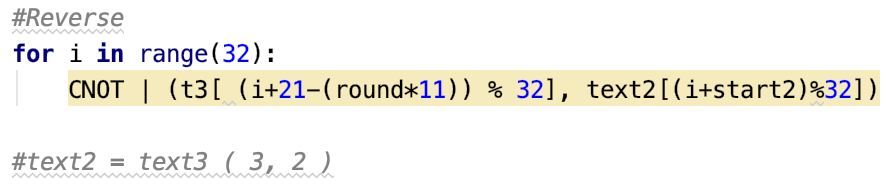 #Reverse
for i in range(32):
CNOT | (t3[ (i+21-(round*11)) % 32], text2[(i+start2)%32])
#text2 = text3 ( 3, 2 )